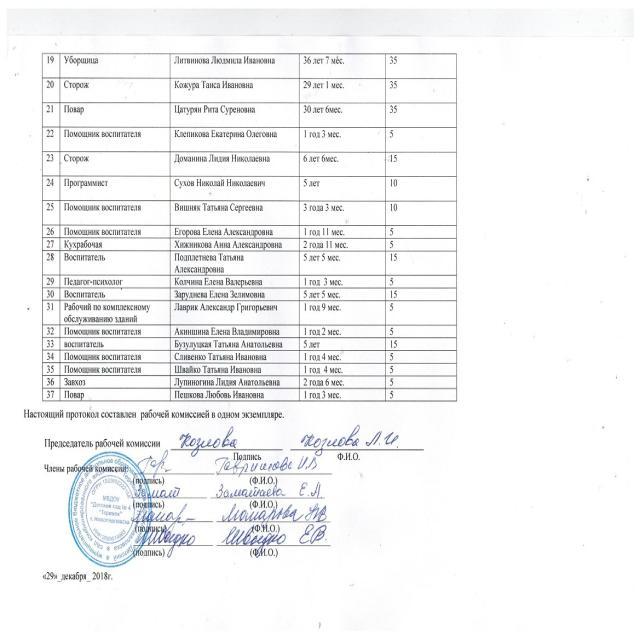 19 Уборщица Литвинова Людмила Ивановна 36 лет 7 мес. 35
20 Сторож Кожура Таиса Ивановна 29 лет 1 мес. 35
21 Повар Цатурян Рита Суреновна 30 лет 6мес. 35
22 Помощник воспитателя Клепикова Екатерина Олеговна 1 год 3 мес. 5
23 Сторож Доманина Лидия Николаевна 6 лет 6мес. 15
24 Программист Сухов Николай Николаевич 5 лет 10
25 Помощник воспитателя Вишняк Татьяна Сергеевна 3 года 3 мес. 10
26 Помощник воспитателя Егорова Елена Александровна 1 год 11 мес. 5
27 Кухрабочая Хижникова Анна Александровна 2 года 11 мес. 5
28 Воспитатель Подплетнева Татьяна 5 лет 5 мес. 15
Александровна
29 Педагог-психолог Колчина Елена Валерьевна 1 год 3 мес. 5
30 Воспитатель Заруднева Елена Зелимовна 5 лет 5 мес. 15
31 Рабочий по комплексному Лаврик Александр Григорьевич 1 год 9 мес. 5
обслуживанию зданий
32 Помощник воспитателя Акиншина Елена Владимировна 1 год 2 мес. 5
33 воспитатель Бузулуцкая Татьяна Анатольевна 5 лет 15
34 Помощник воспитателя Сливенко Татьяна Ивановна 1 год 4 мес. 5
35 Помощник воспитателя Швайко Татьяна Ивановна 1 год 4 мес. 5
36 Завхоз Лупиногина Лидия Анатольевна 2 года 6 мес. 5
37 Повар Пешкова Любовь Ивановна 1 год 3 мес. 5
Настоящий протокол составлен рабочей комиссией в одном экземпляре.
Председатель рабочей комиссии Козлова Козлова Л.И.
Подпись Ф.И.О.
Члены рабочей комиссии:
(подпись) (Ф.И.О.)
Е.А
(подпись) (Ф.И.О.)
(подпись) (Ф.И.О.)
Швыдко Швыдко Е.В.
(подпись) (Ф.И.О.)
МБДОУ
"Детский сад № 4
"Теремок"
«29»_декабря_ 2018г.